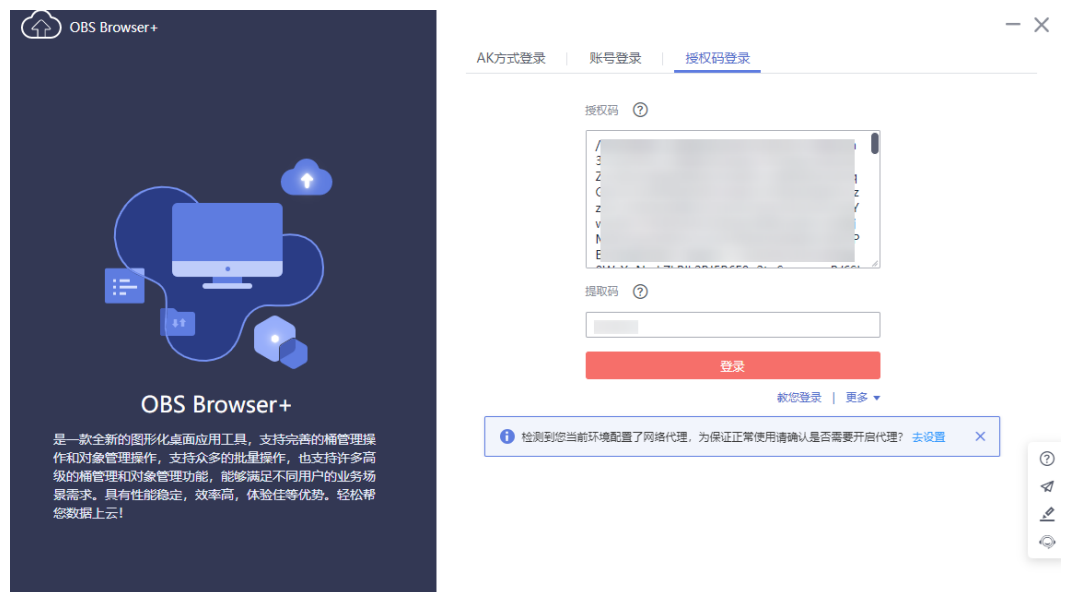 OBS Browser+
AK方式登录 账号登录 授权码登录
授权码
提取码
登录
教您登录 | 更多
检测到您当前环境配置了网络代理，为保证正常使用请确认是否需要开启代理？ 去设置
OBS Browser+
是一款全新的图形化桌面应用工具，支持完善的桶管理操
作和对象管理操作，支持众多的批量操作，也支持许多高
级的桶管理和对象管理功能，能够满足不同用户的业务场
景需求。具有性能稳定，效率高，体验佳等优势。轻松帮
您数据上云！